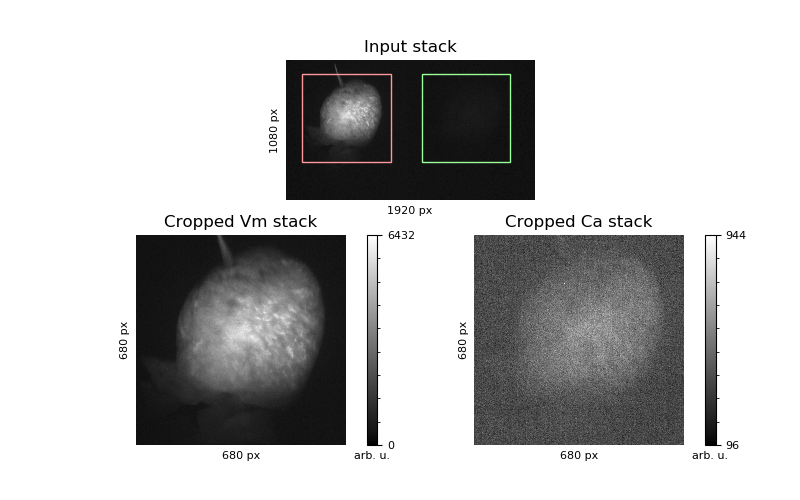 Input stack
1080 px
1920 px
Cropped Vm stack
680 px
680 px
6432
0
arb. u.
Cropped Ca stack
680 px
680 px
944
96
arb. u.